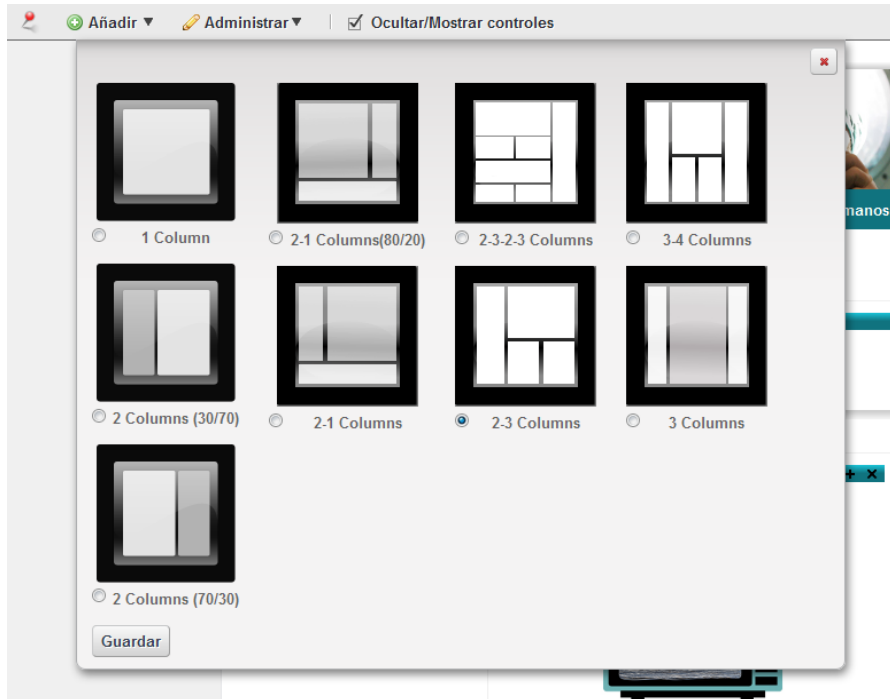 Añadir ▼ Administrar▼ Ocultar/Mostrar controles
manos
1 Column 2-1 Columns(80/20) 2-3-2-3 Columns 3-4 Columns
2 Columns (30/70) 2-1 Columns 2-3 Columns 3 Columns
2 Columns (70/30)
Guardar